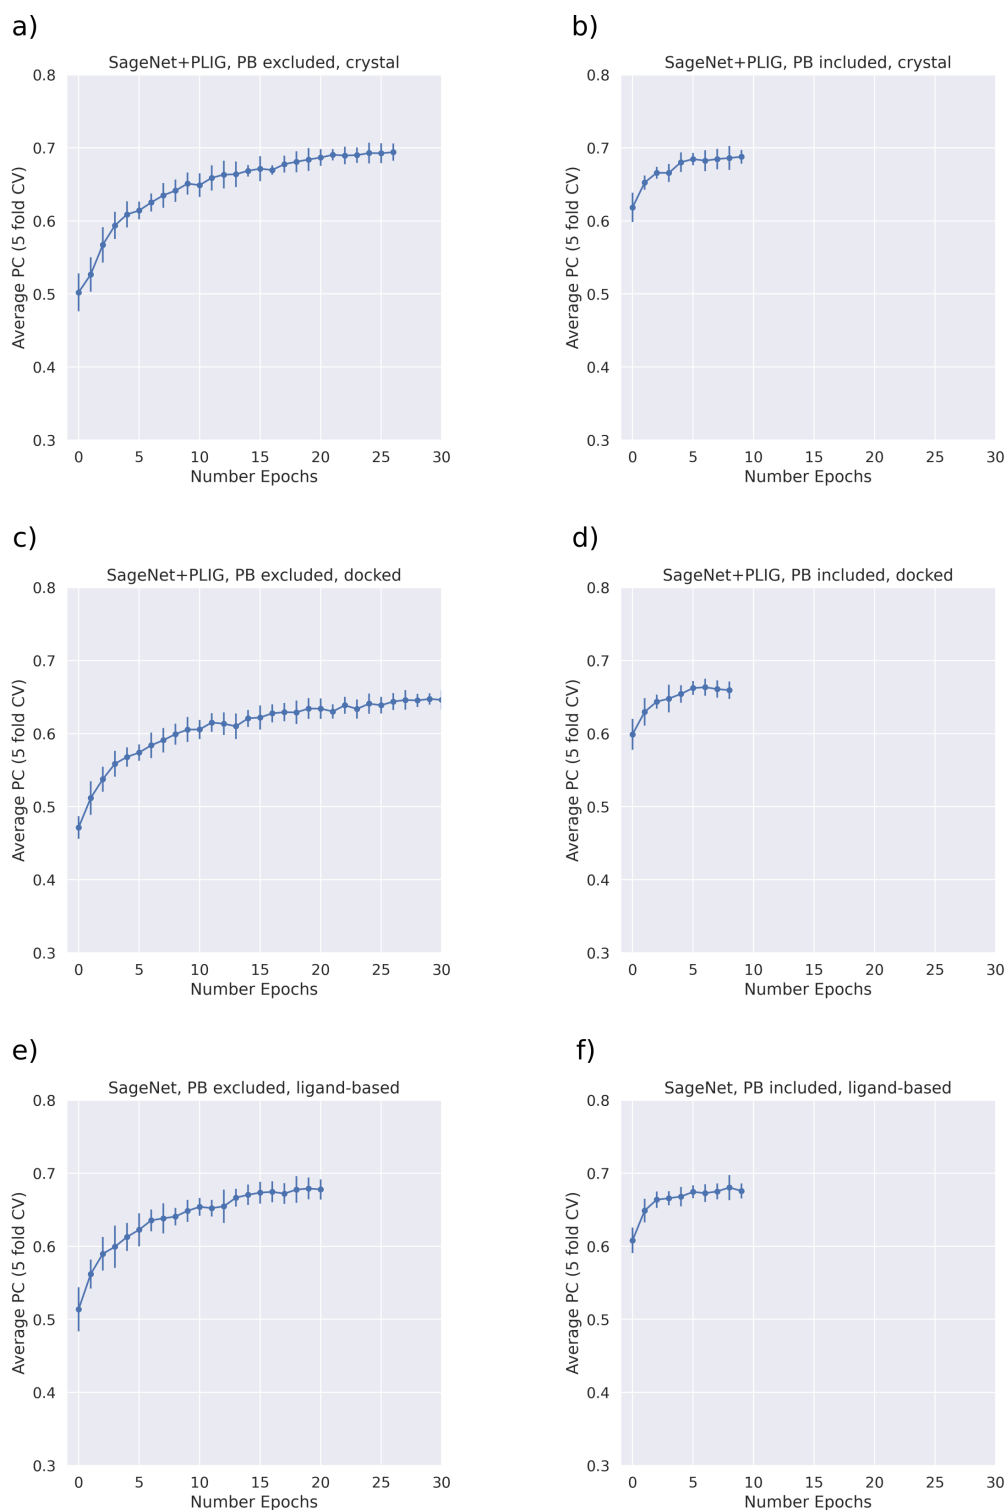 a)
SageNet+PLIG, PB excluded, crystal
0.8
0.7
0.6
0.5
0.4
0.3
Average PC (5 fold CV)
0 5 10 15 20 25 30
Number Epochs
b)
SageNet+PLIG, PB included, crystal
0.8
0.7
0.6
0.5
0.4
0.3
Average PC (5 fold CV)
0 5 10 15 20 25 30
Number Epochs
c)
SageNet+PLIG, PB excluded, docked
0.8
0.7
0.6
0.5
0.4
0.3
Average PC (5 fold CV)
0 5 10 15 20 25 30
Number Epochs
d)
SageNet+PLIG, PB included, docked
0.8
0.7
0.6
0.5
0.4
0.3
Average PC (5 fold CV)
0 5 10 15 20 25 30
Number Epochs
e)
SageNet, PB excluded, ligand-based
0.8
0.7
0.6
0.5
0.4
0.3
Average PC (5 fold CV)
0 5 10 15 20 25 30
Number Epochs
f)
SageNet, PB included, ligand-based
0.8
0.7
0.6
0.5
0.4
0.3
Average PC (5 fold CV)
0 5 10 15 20 25 30
Number Epochs